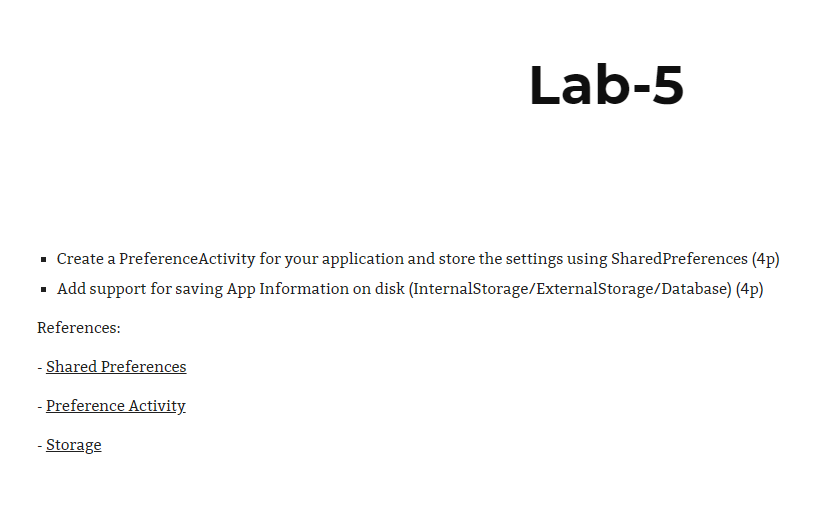 Lab-5
▪ Create a PreferenceActivity for your application and store the settings using SharedPreferences (4p)
▪ Add support for saving App Information on disk (InternalStorage/ExternalStorage/Database) (4p)
References:
- Shared Preferences
- Preference Activity
- Storage